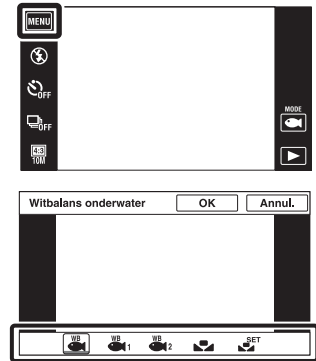 MENU
OFF
MODE
OFF
4:3
10M
Witbalans onderwater OK Annul.
WB WB 1 WB 2 SET